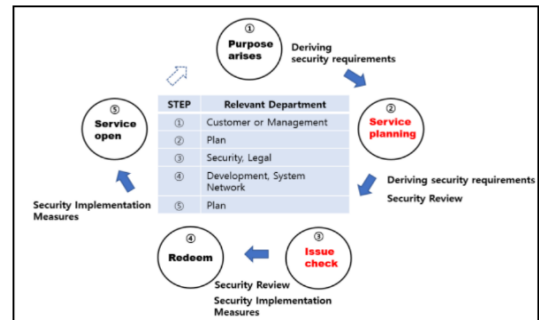 ①
Purpose
arises
Deriving
security requirements
②
Service
planning
Deriving security requirements
Security Review
③
Issue
check
Security Review
Security Implementation
Measures
④
Redeem
Security Implementation
Measures
⑤
Service
open
STEP Relevant Department
① Customer or Management
② Plan
③ Security, Legal
④ Development, System
Network
⑤ Plan